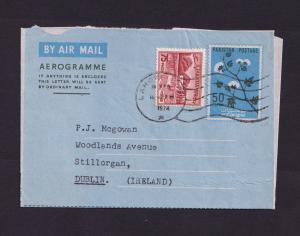 BY AIR MAIL
AEROGRAMME
IF ANYTHING IS ENCLOSED
THIS LETTER WILL BE SENT
BY ORDINARY MAIL.
PAKISTAN POSTAGE
50
1974
P.J. Mcgowan
Woodlands Avenue
Stillorgan,
DUBLIN. (IRELAND)